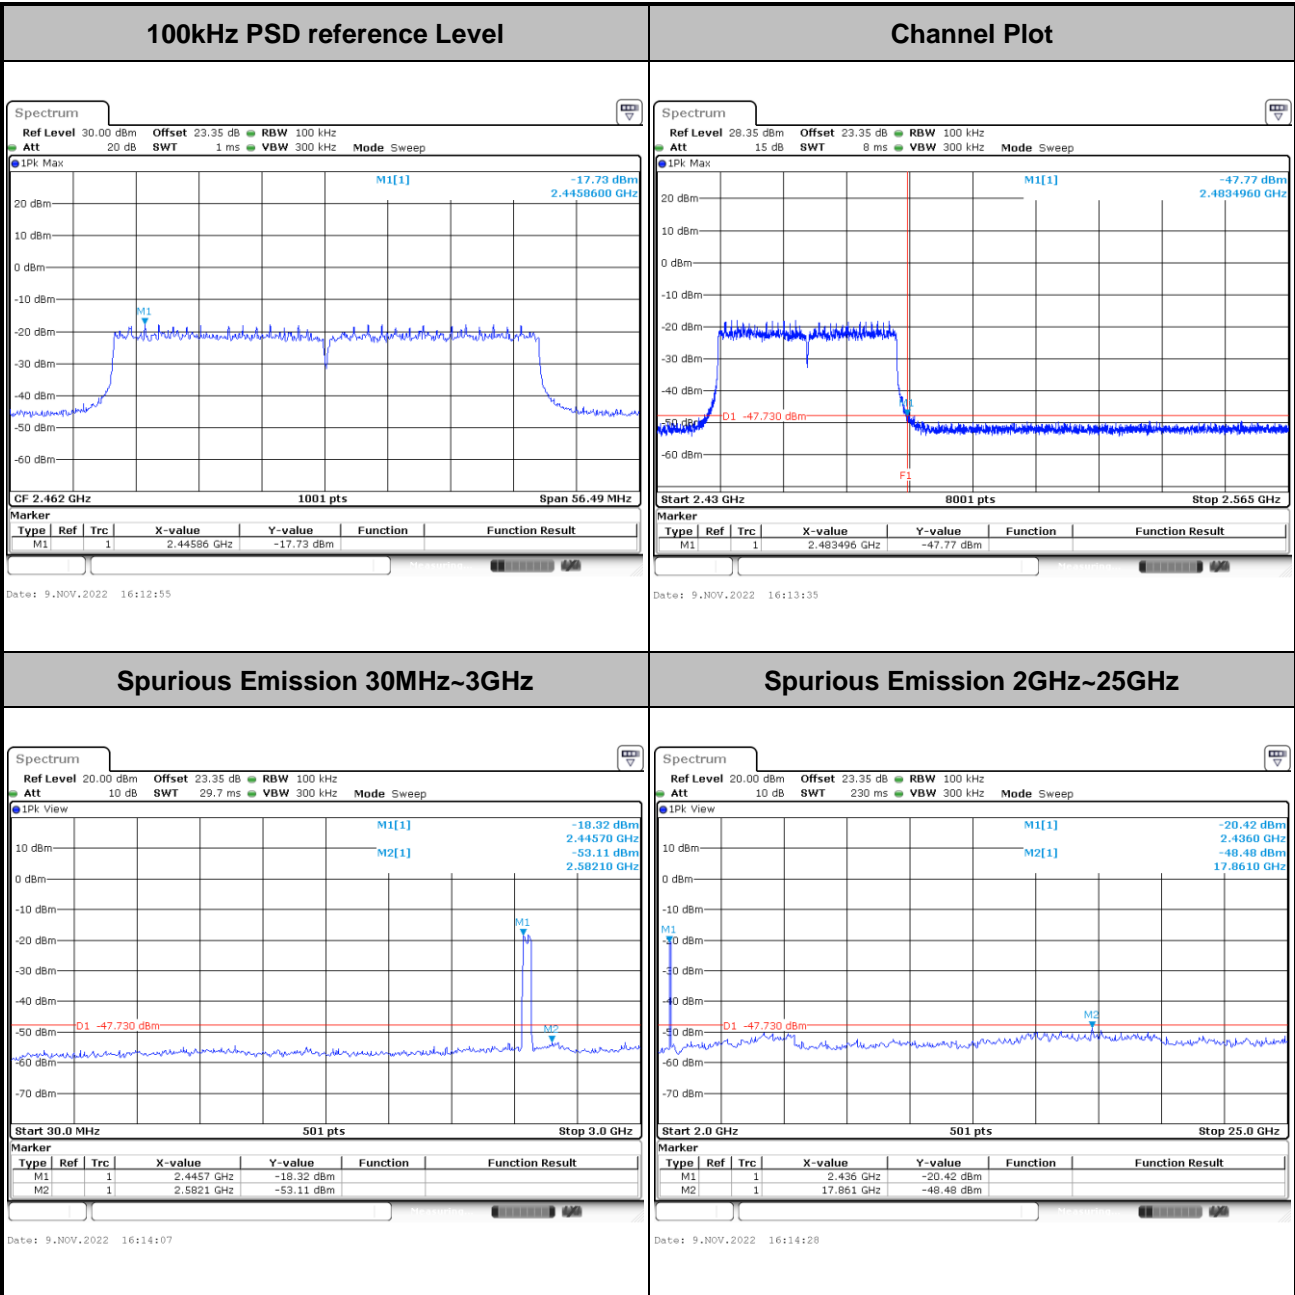 100kHz PSD reference Level
Spectrum
Ref Level 30.00 dBm Offset 23.35 dB RBW 100 kHz
Att 20 dB SWT 1 ms VBW 300 kHz Mode Sweep
1Pk Max
M1[1] -17.73 dBm
2.4458600 GHz
20 dBm
10 dBm
0 dBm
-10 dBm
M1
-20 dBm
-30 dBm
-40 dBm
-50 dBm
-60 dBm
CF 2.462 GHz 1001 pts Span 56.49 MHz
Marker
Type Ref Trc X-value Y-value Function Function Result
M1 1 2.44586 GHz -17.73 dBm
Measuring...
Date: 9.NOV.2022 16:12:55
Channel Plot
Spectrum
Ref Level 28.35 dBm Offset 23.35 dB RBW 100 kHz
Att 15 dB SWT 8 ms VBW 300 kHz Mode Sweep
1Pk Max
M1[1] -47.77 dBm
2.4834960 GHz
20 dBm
10 dBm
0 dBm
-10 dBm
-20 dBm
-30 dBm
-40 dBm
M1
D1 -47.730 dBm
-50 dBm
-60 dBm
F1
Start 2.43 GHz 8001 pts Stop 2.565 GHz
Marker
Type Ref Trc X-value Y-value Function Function Result
M1 1 2.483496 GHz -47.77 dBm
Measuring...
Date: 9.NOV.2022 16:13:35
Spurious Emission 30MHz~3GHz
Spectrum
Ref Level 20.00 dBm Offset 23.35 dB RBW 100 kHz
Att 10 dB SWT 29.7 ms VBW 300 kHz Mode Sweep
1Pk View
M1[1] -18.32 dBm
2.44570 GHz
M2[1] -53.11 dBm
2.58210 GHz
10 dBm
0 dBm
-10 dBm
M1
-20 dBm
-30 dBm
-40 dBm
D1 -47.730 dBm
-50 dBm
M2
-60 dBm
-70 dBm
Start 30.0 MHz 501 pts Stop 3.0 GHz
Marker
Type Ref Trc X-value Y-value Function Function Result
M1 1 2.4457 GHz -18.32 dBm
M2 1 2.5821 GHz -53.11 dBm
Measuring...
Date: 9.NOV.2022 16:14:07
Spurious Emission 2GHz~25GHz
Spectrum
Ref Level 20.00 dBm Offset 23.35 dB RBW 100 kHz
Att 10 dB SWT 230 ms VBW 300 kHz Mode Sweep
1Pk View
M1[1] -20.42 dBm
2.4360 GHz
M2[1] -48.48 dBm
17.8610 GHz
10 dBm
0 dBm
-10 dBm
M1
-20 dBm
-30 dBm
-40 dBm
M2
D1 -47.730 dBm
-50 dBm
-60 dBm
-70 dBm
Start 2.0 GHz 501 pts Stop 25.0 GHz
Marker
Type Ref Trc X-value Y-value Function Function Result
M1 1 2.436 GHz -20.42 dBm
M2 1 17.861 GHz -48.48 dBm
Measuring...
Date: 9.NOV.2022 16:14:28